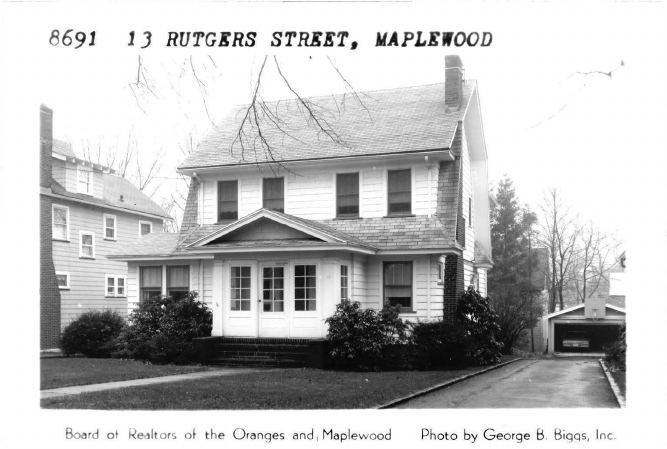 8691 13 RUTGERS STREET, MAPLEWOOD
Board of Realtors of the Oranges and, Maplewood Photo by George B. Biggs, Inc.